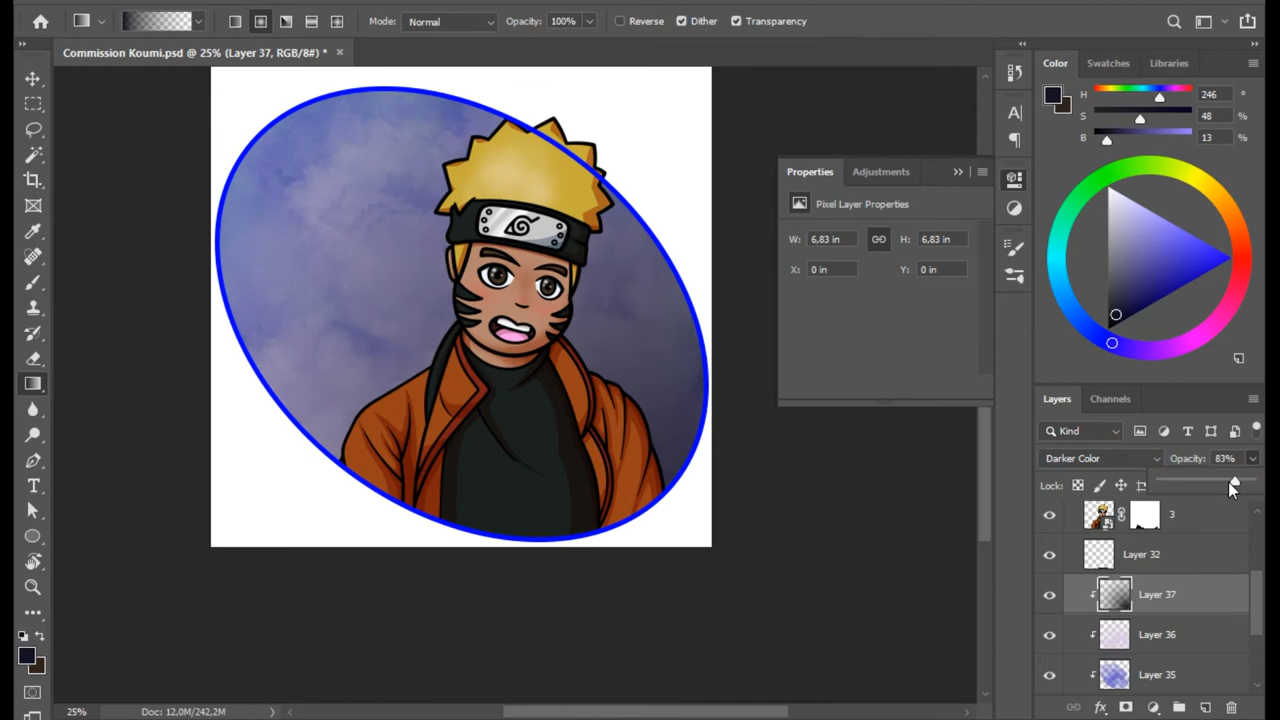 Mode: Normal Opacity: 100% Reverse Dither Transparency
Commission Koumi.psd @ 25% (Layer 37, RGB/8#) * ×
Color Swatches Libraries
H 246 °
S 48 %
B 13 %
Properties Adjustments
Pixel Layer Properties
W: 6,83 in H: 6,83 in
X: 0 in Y: 0 in
Layers Channels
Kind
Darker Color Opacity: 83%
Lock:
3
Layer 32
Layer 37
Layer 36
Layer 35
25% Doc: 12,0M/242,2M